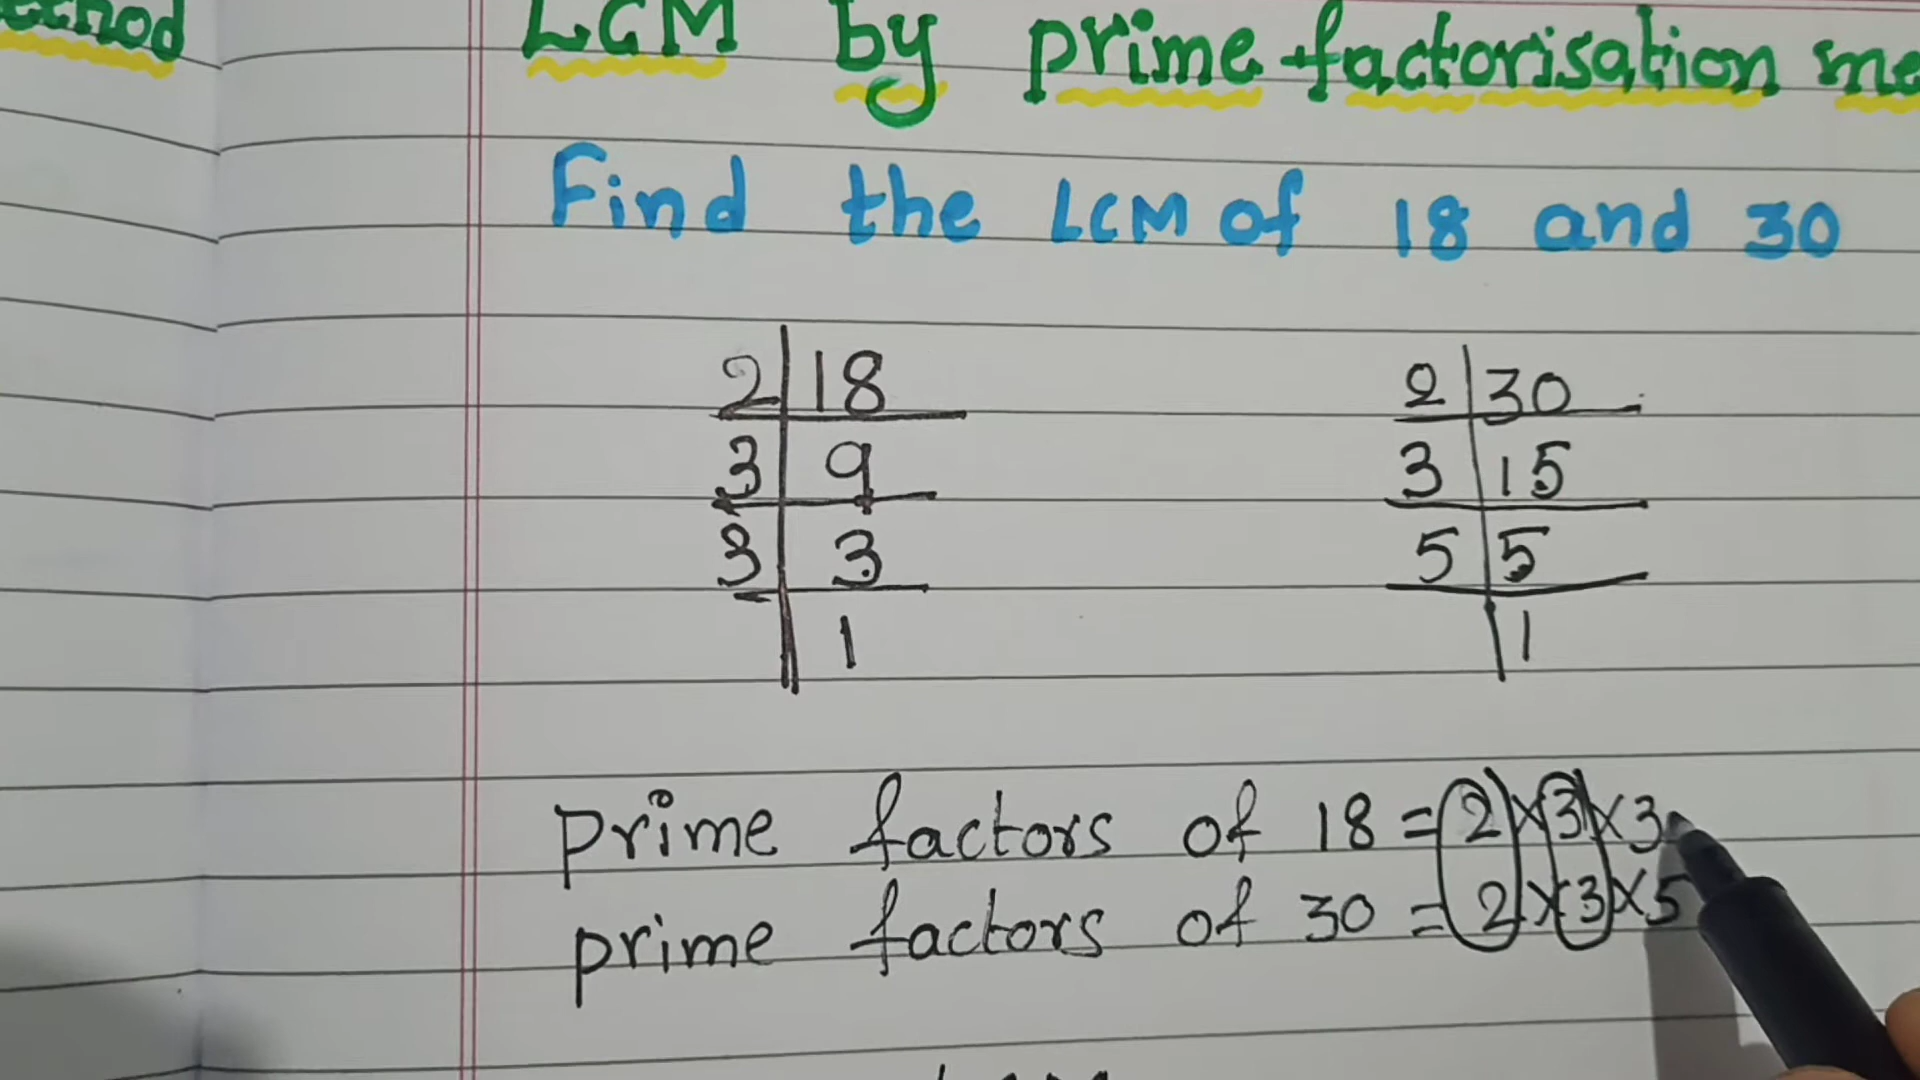 LCM by prime factorisation me
Find the LCM of 18 and 30
2 18
3 9
3 3
1
2 30
3 15
5 5
1
prime factors of 18 = 2 × 3 × 3
prime factors of 30 = 2 × 3 × 5